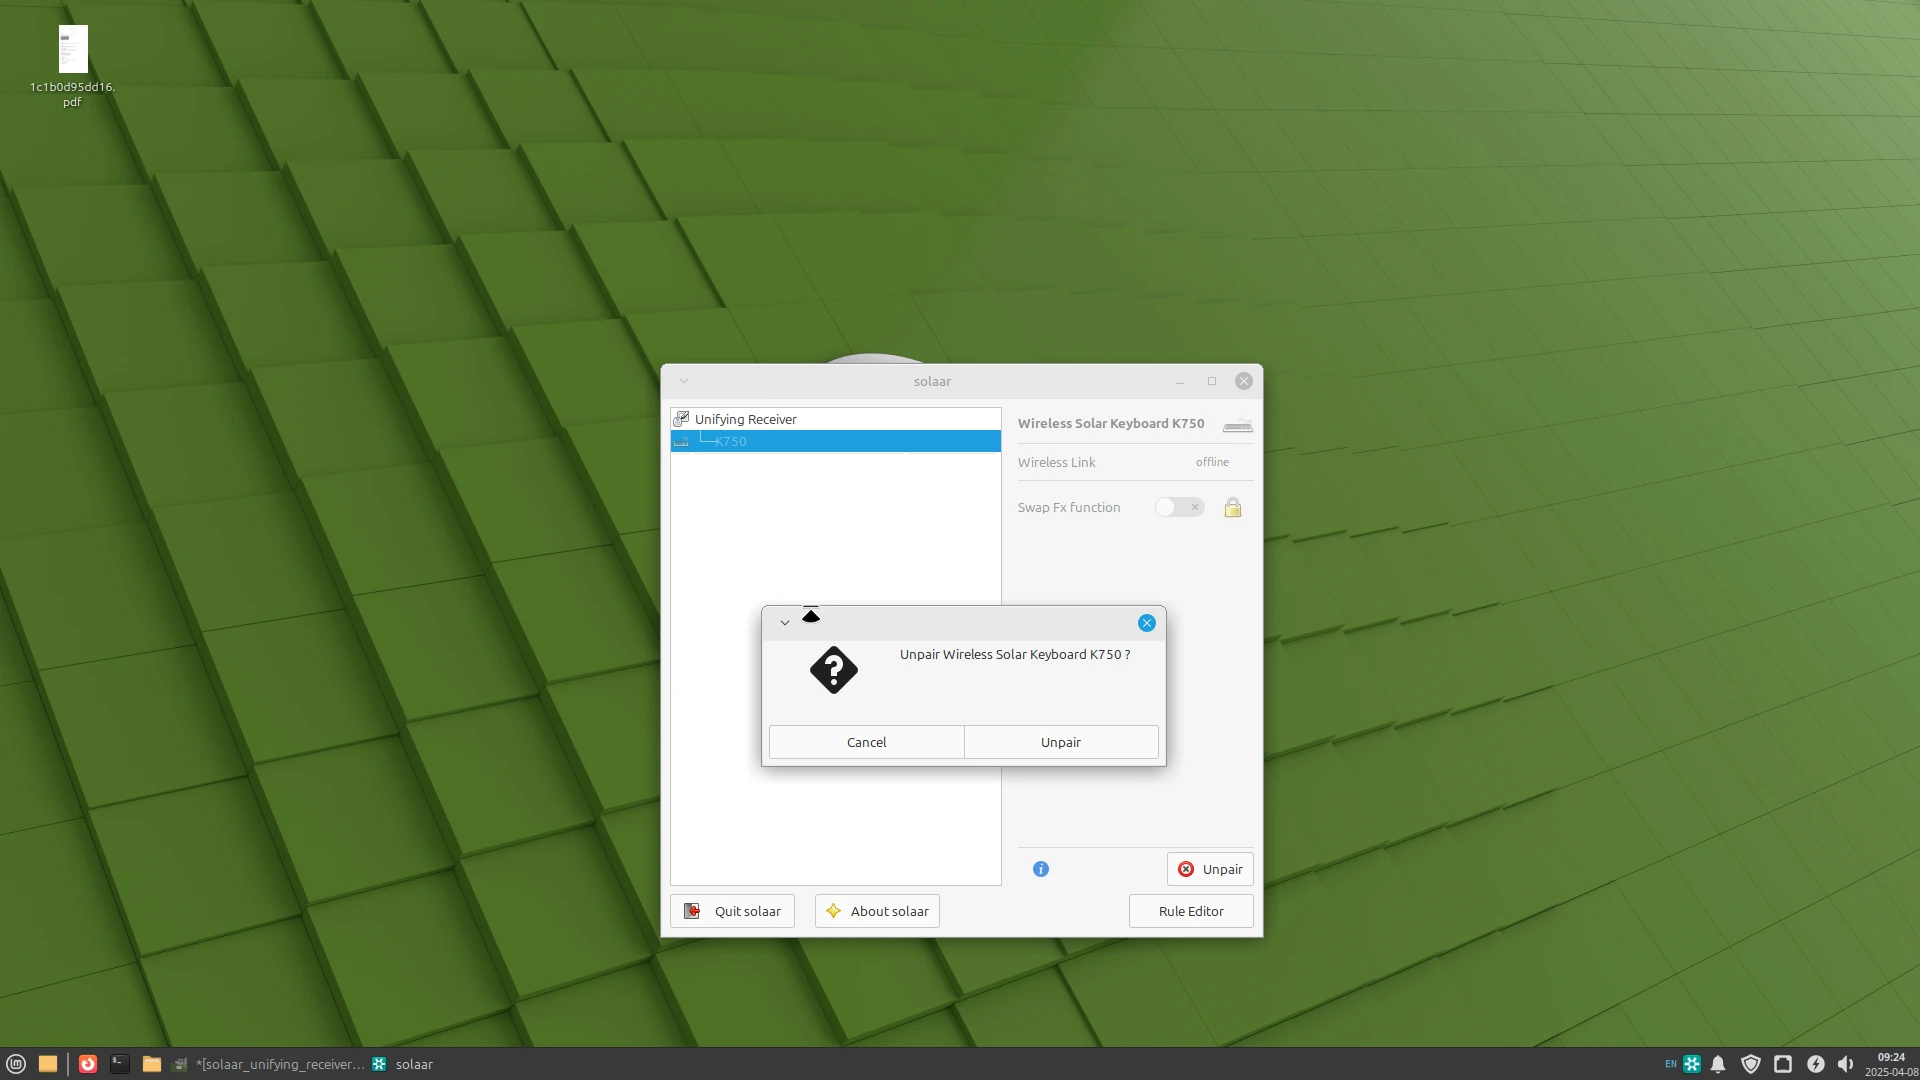 1c1b0d95dd16.
pdf
solaar
Unifying Receiver
K750
Wireless Solar Keyboard K750
Wireless Link
offline
Swap Fx function
Unpair Wireless Solar Keyboard K750 ?
Cancel
Unpair
Unpair
Quit solaar
About solaar
Rule Editor
*[solaar_unifying_receiver...
solaar
EN
09:24
2025-04-08